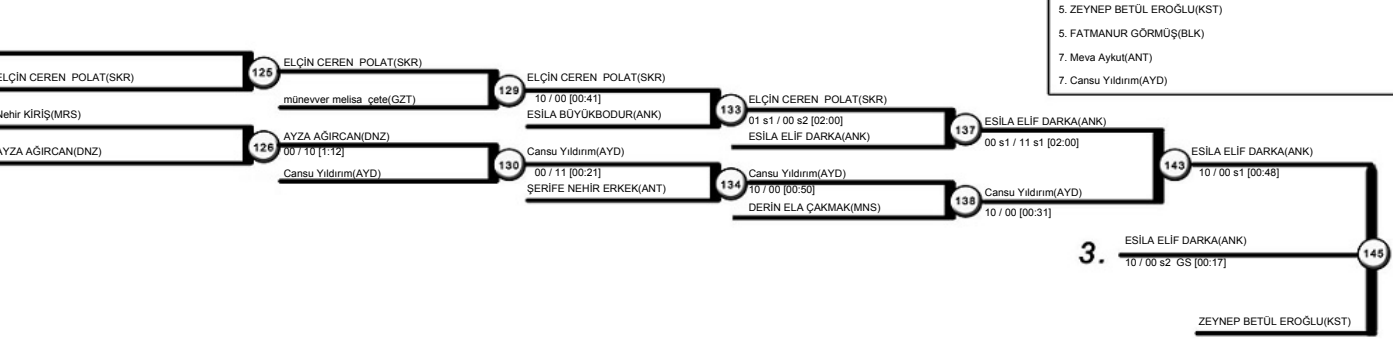 5. ZEYNEP BETÜL EROĞLU(KST)
5. FATMANUR GÖRMÜŞ(BLK)
7. Meva Aykut(ANT)
7. Cansu Yıldırım(AYD)
ELÇİN CEREN POLAT(SKR)
Nehir KİRİŞ(MRS)
AYZA AĞIRCAN(DNZ)
125
126
ELÇİN CEREN POLAT(SKR)
münevver melisa çete(GZT)
AYZA AĞIRCAN(DNZ)
00 / 10 [1:12]
Cansu Yıldırım(AYD)
129
130
ELÇİN CEREN POLAT(SKR)
10 / 00 [00:41]
ESİLA BÜYÜKBODUR(ANK)
Cansu Yıldırım(AYD)
00 / 11 [00:21]
ŞERİFE NEHİR ERKEK(ANT)
133
134
ELÇİN CEREN POLAT(SKR)
01 s1 / 00 s2 [02:00]
ESİLA ELİF DARKA(ANK)
Cansu Yıldırım(AYD)
10 / 00 [00:50]
DERİN ELA ÇAKMAK(MNS)
137
138
ESİLA ELİF DARKA(ANK)
00 s1 / 11 s1 [02:00]
Cansu Yıldırım(AYD)
10 / 00 [00:31]
143
ESİLA ELİF DARKA(ANK)
10 / 00 s1 [00:48]
3.
ESİLA ELİF DARKA(ANK)
10 / 00 s2 GS [00:17]
145
ZEYNEP BETÜL EROĞLU(KST)